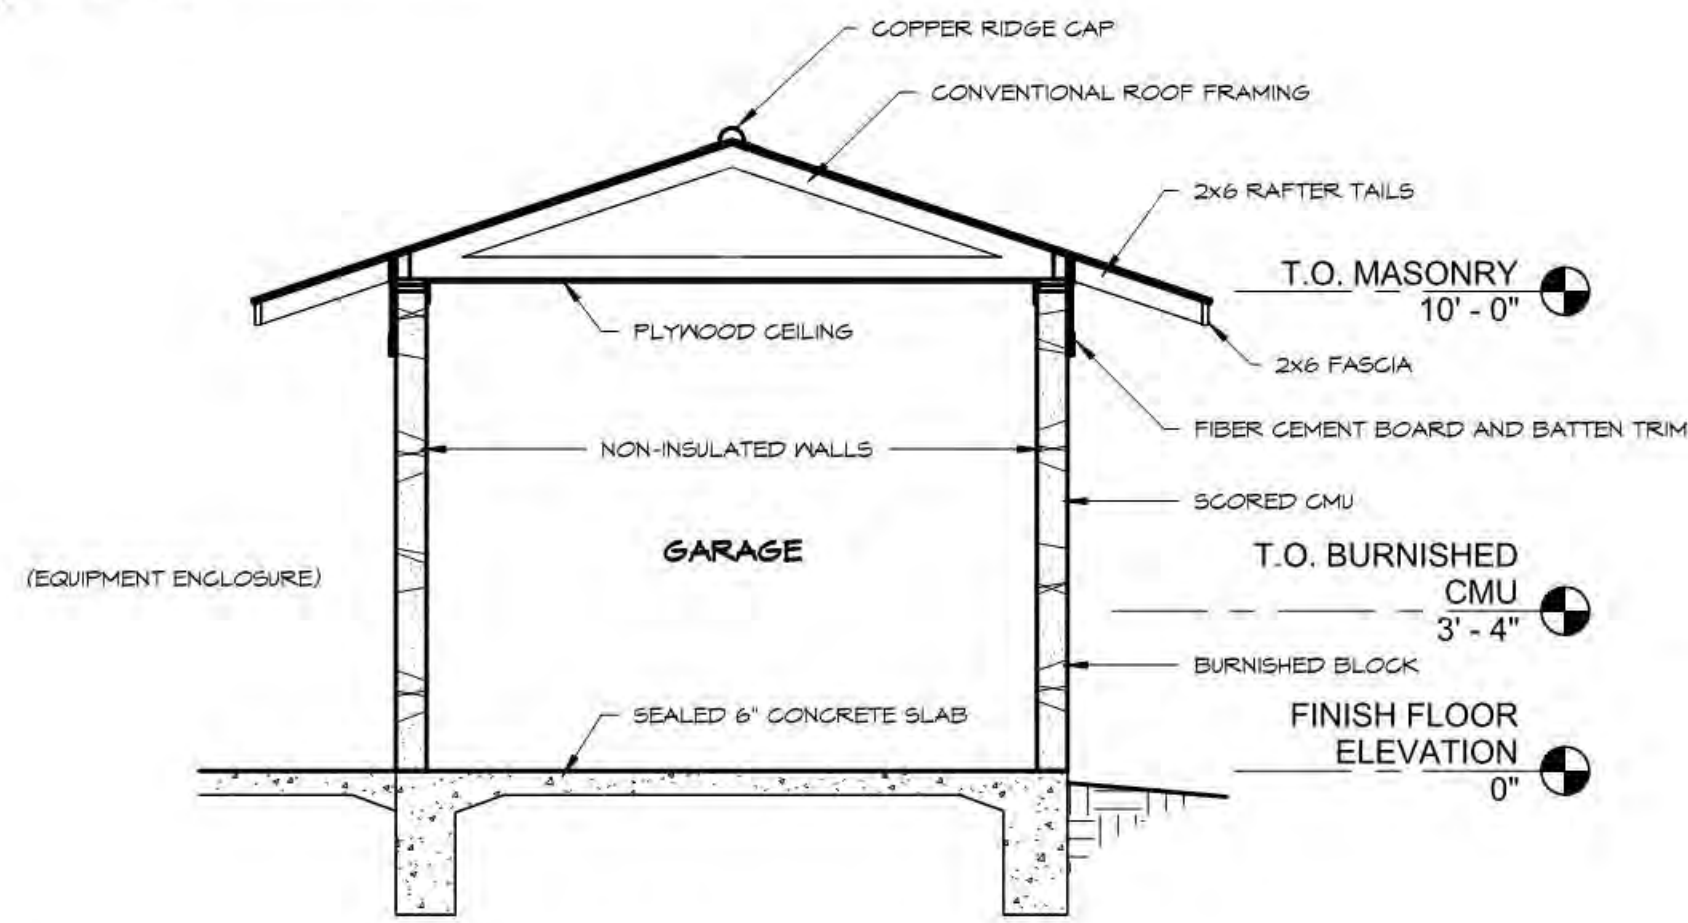 COPPER RIDGE CAP
CONVENTIONAL ROOF FRAMING
2x6 RAFTER TAILS
T.O. MASONRY
10' - 0"
PLYWOOD CEILING
2x6 FASCIA
FIBER CEMENT BOARD AND BATTEN TRIM
NON-INSULATED WALLS
SCORED CMU
GARAGE
T.O. BURNISHED
CMU
3' - 4"
(EQUIPMENT ENCLOSURE)
BURNISHED BLOCK
SEALED 6" CONCRETE SLAB
FINISH FLOOR
ELEVATION
0"